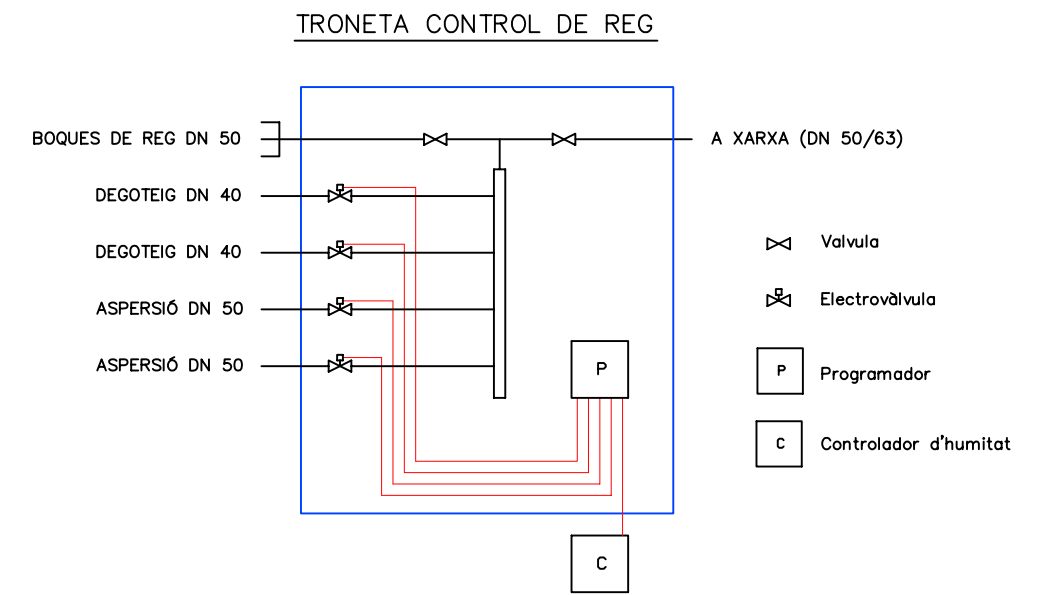 TRONETA CONTROL DE REG
BOQUES DE REG DN 50
A XARXA (DN 50/63)
DEGOTEIG DN 40
DEGOTEIG DN 40
ASPERSIÓ DN 50
ASPERSIÓ DN 50
P
C
Valvula
Electrovàlvula
P
Programador
C
Controlador d'humitat